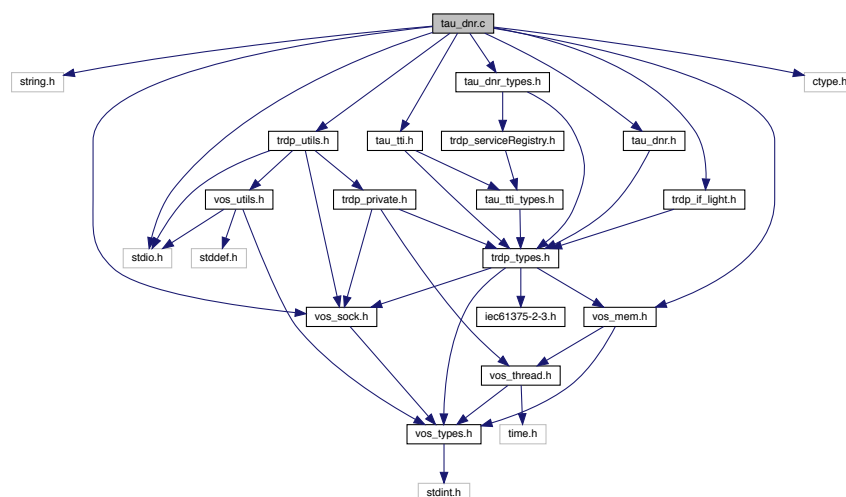 tau_dnr.c
string.h
tau_dnr_types.h
ctype.h
trdp_utils.h
tau_tti.h
trdp_serviceRegistry.h
tau_dnr.h
vos_utils.h
trdp_private.h
tau_tti_types.h
trdp_if_light.h
stdio.h
stddef.h
trdp_types.h
vos_sock.h
iec61375-2-3.h
vos_mem.h
vos_thread.h
vos_types.h
time.h
stdint.h